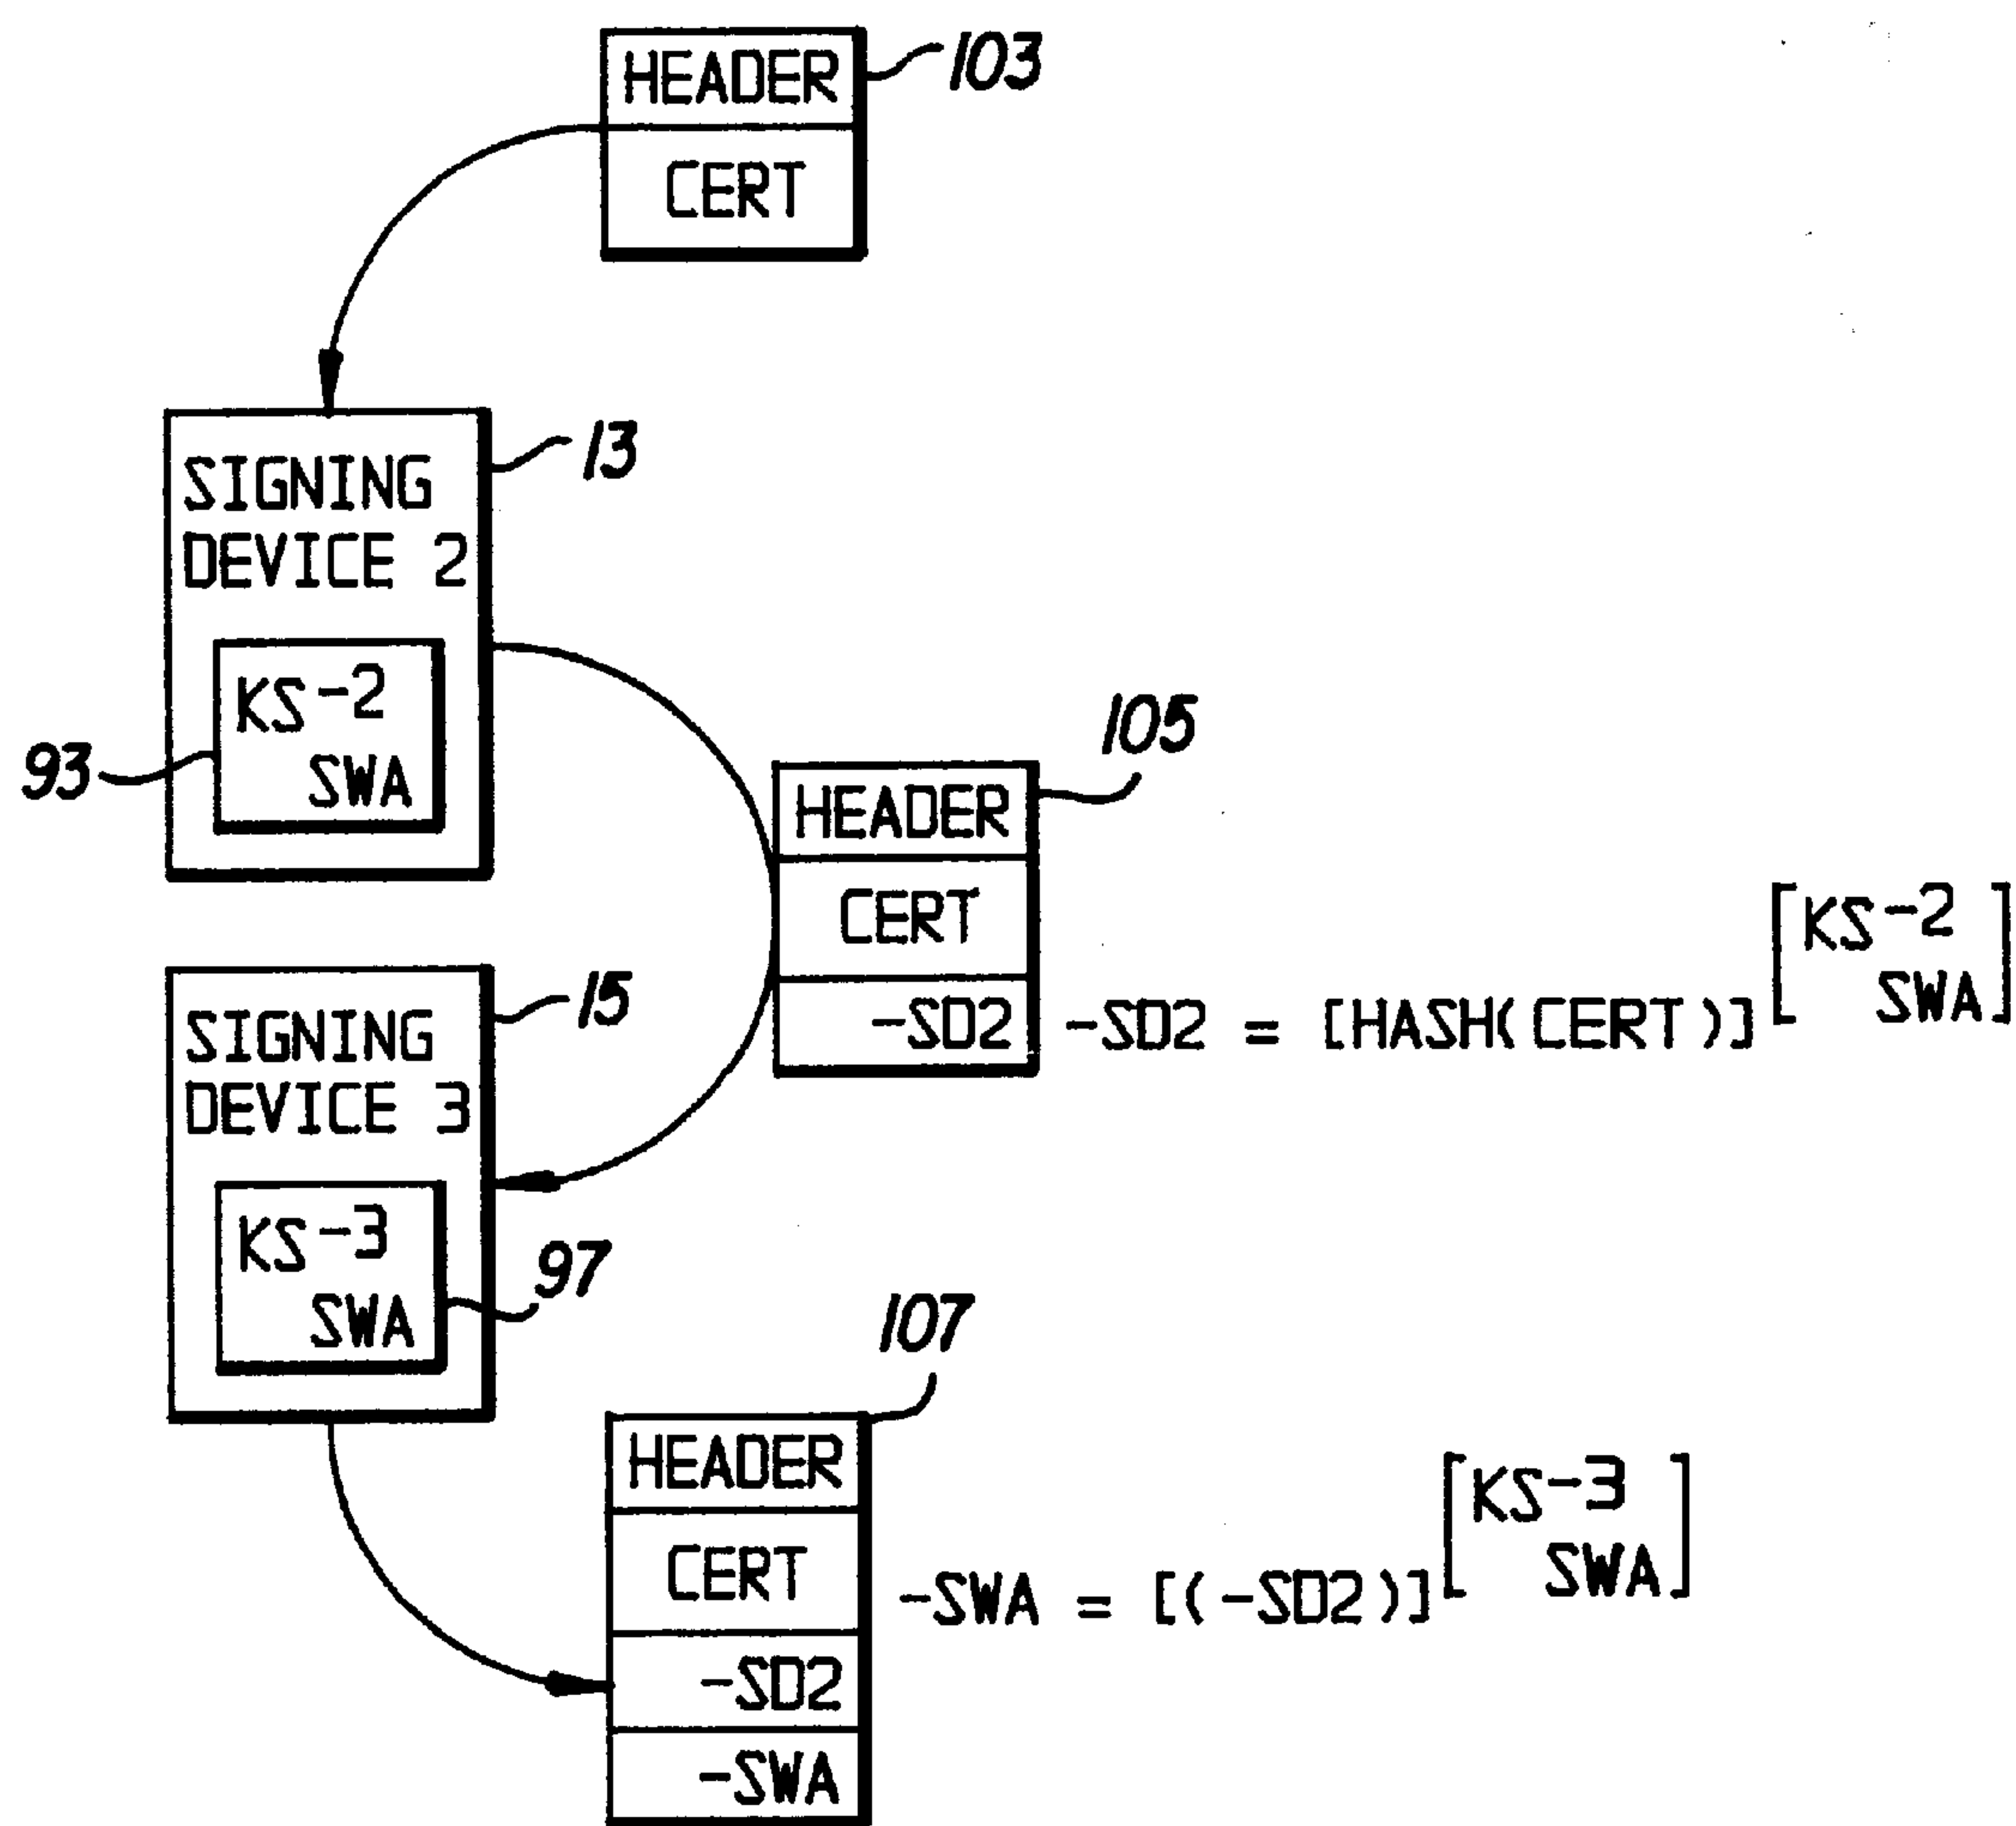 HEADER
103
CERT
SIGNING
DEVICE 2
13
KS-2
SWA
93
HEADER
105
CERT
-SD2
-SD2 = [HASH(CERT)]
[KS-2
SWA]
SIGNING
DEVICE 3
15
KS-3
SWA
97
HEADER
107
CERT
-SD2
-SWA
-SWA = [(-SD2)]
[KS-3
SWA]